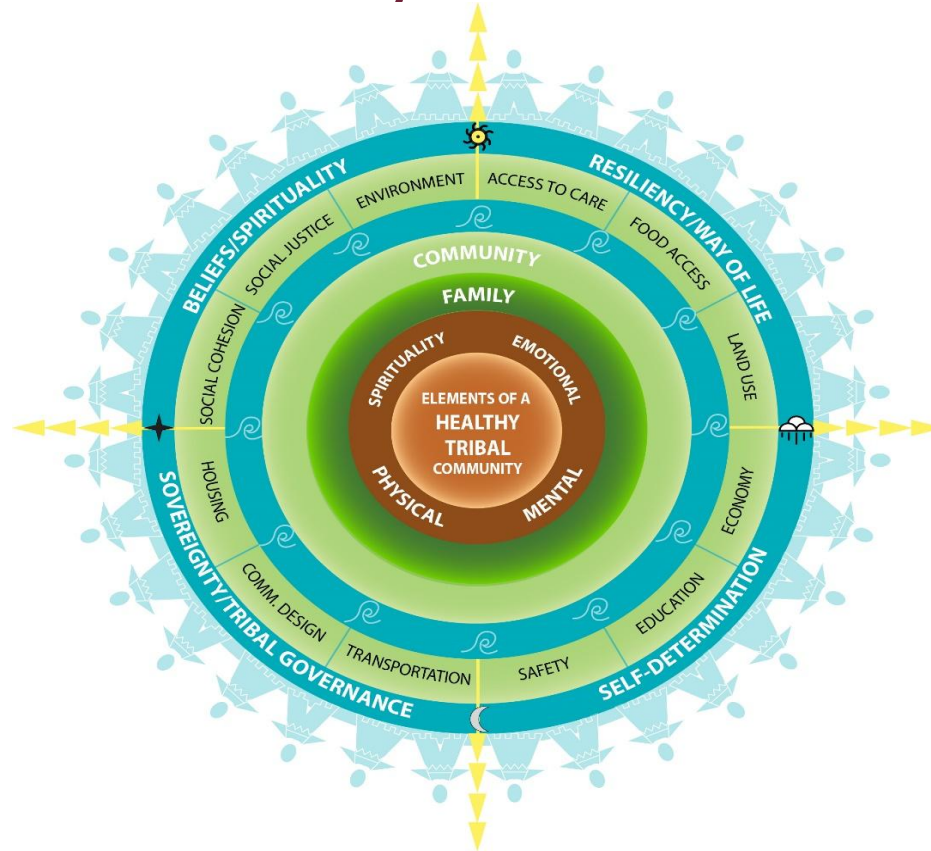 BELIEFS/SPIRITUALITY
RESILIENCY/WAY OF LIFE
SELF-DETERMINATION
SOVEREIGNTY/TRIBAL GOVERNANCE
ENVIRONMENT
ACCESS TO CARE
FOOD ACCESS
LAND USE
ECONOMY
EDUCATION
SAFETY
TRANSPORTATION
COMM. DESIGN
HOUSING
SOCIAL COHESION
SOCIAL JUSTICE
COMMUNITY
FAMILY
SPIRITUALITY
EMOTIONAL
MENTAL
PHYSICAL
ELEMENTS OF A
HEALTHY
TRIBAL
COMMUNITY